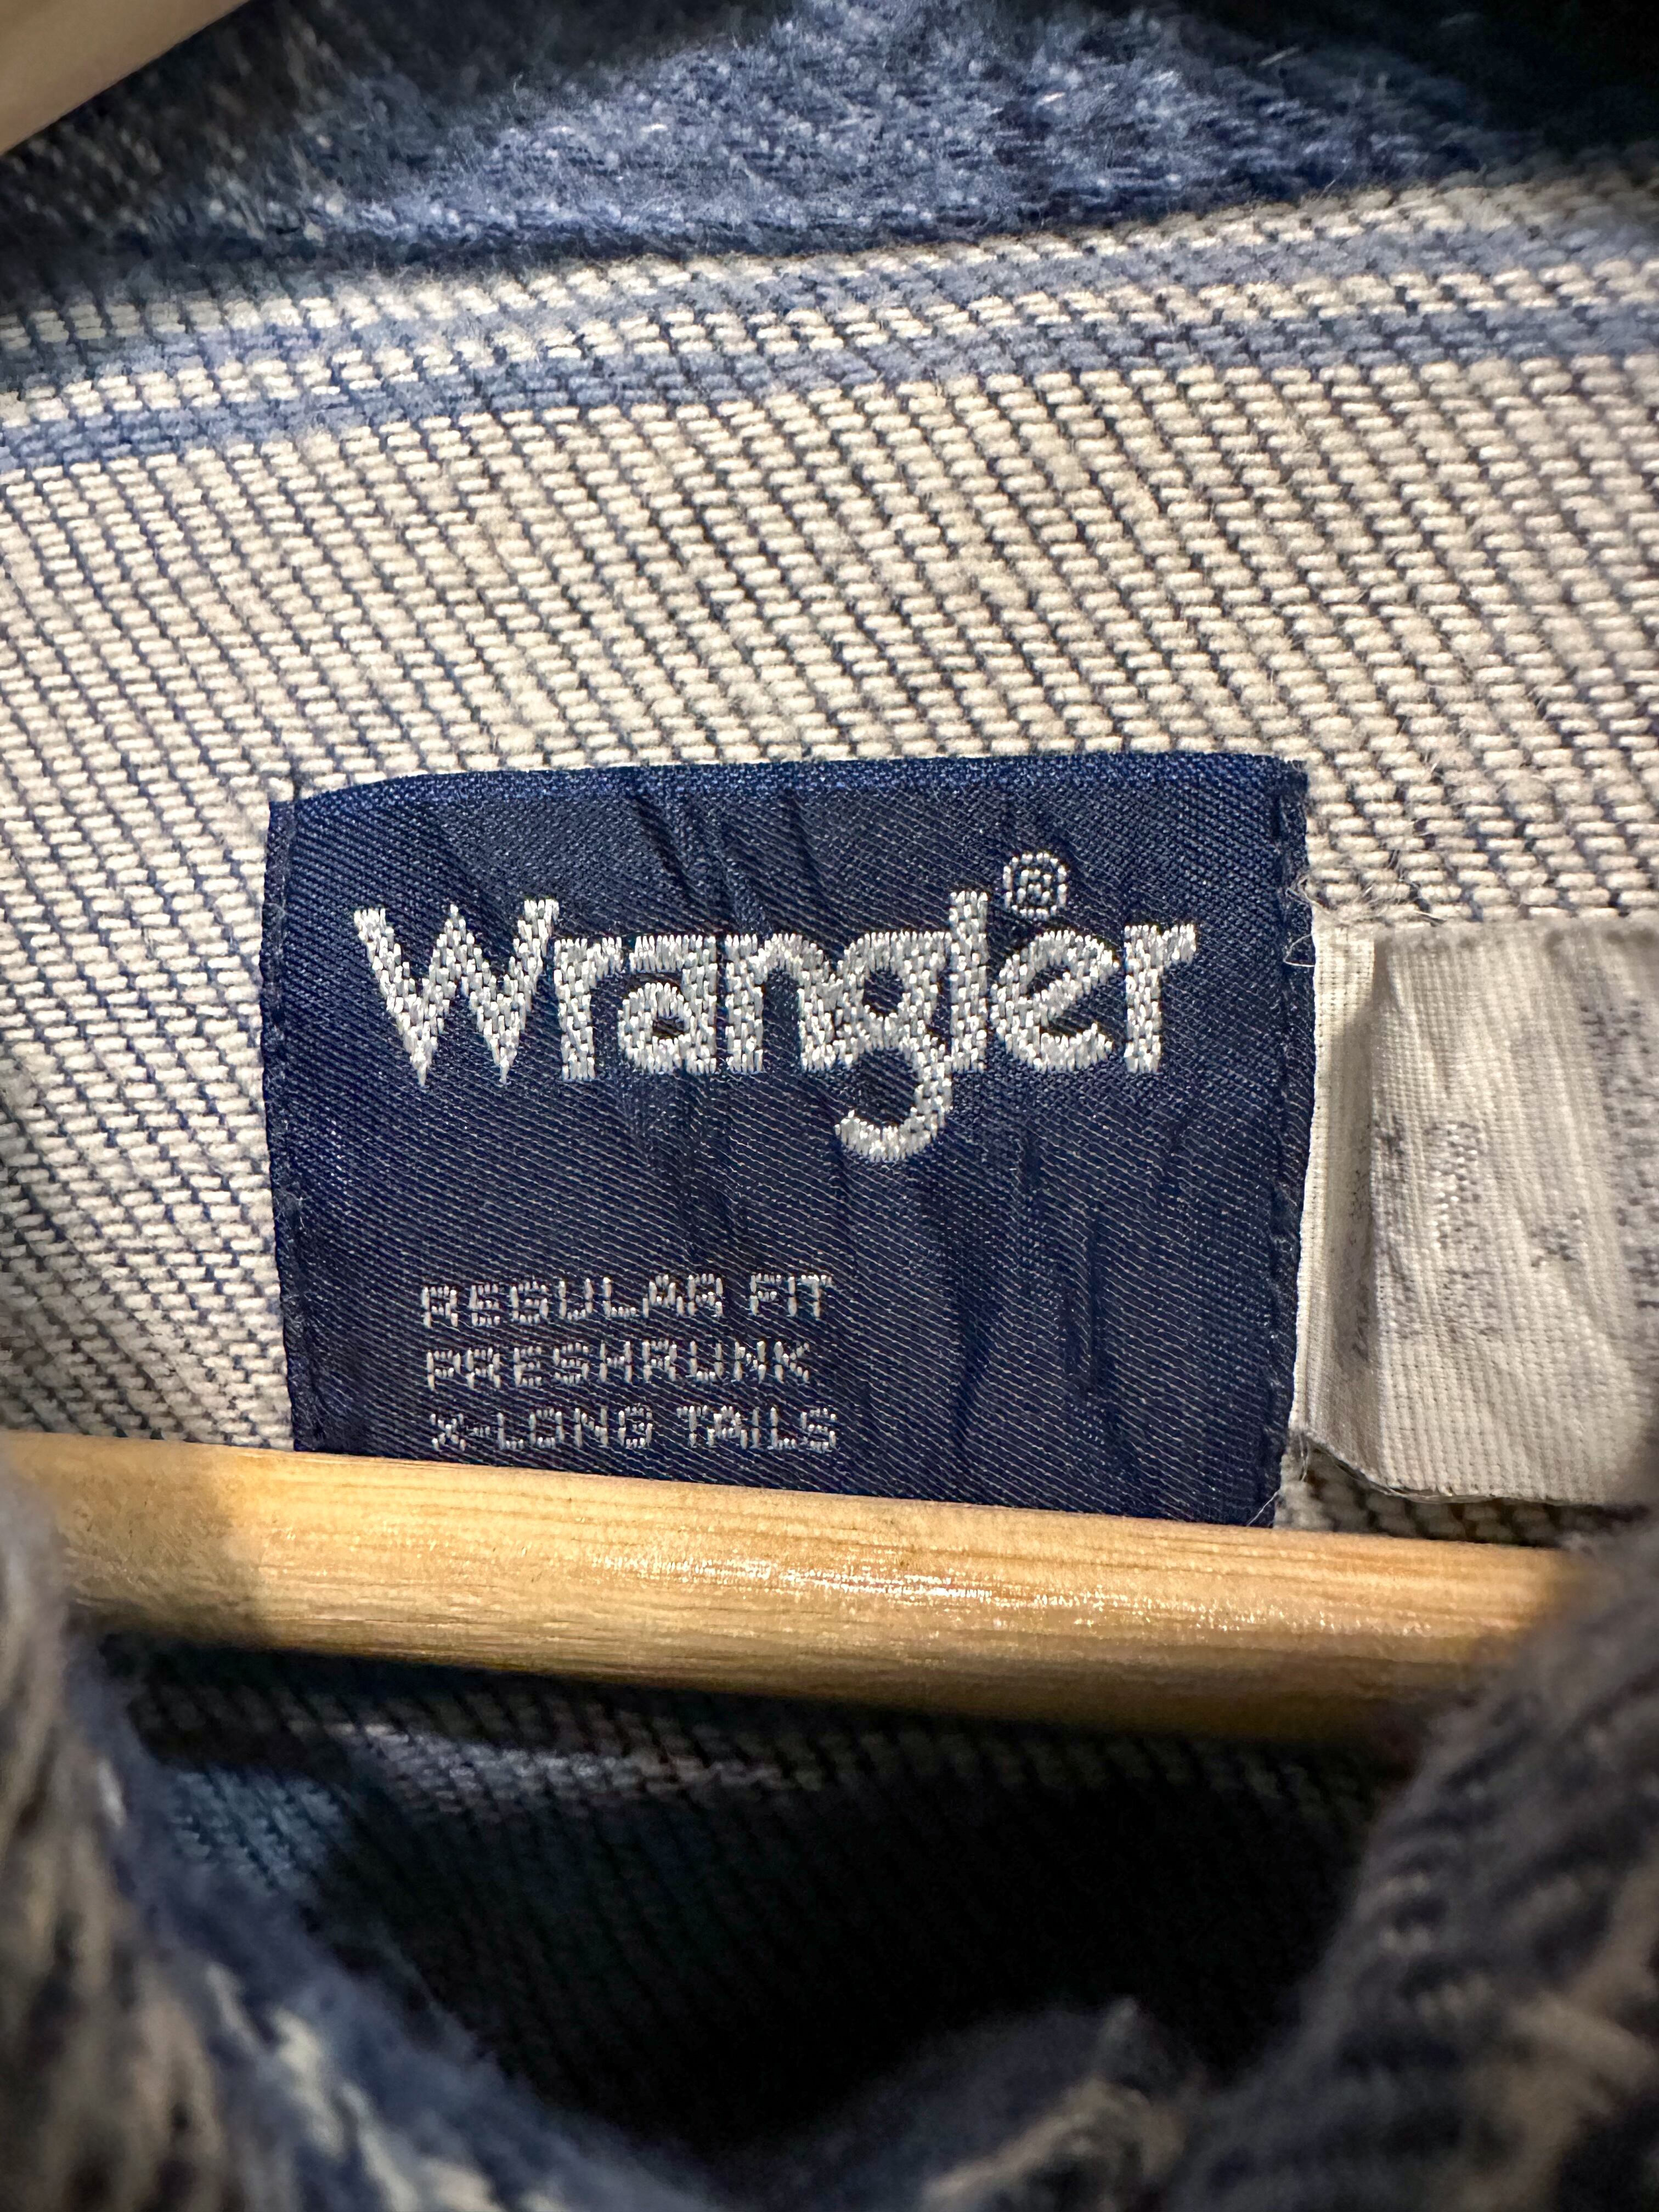 Wrangler®
REGULAR FIT
PRESHRUNK
X-LONG TAILS